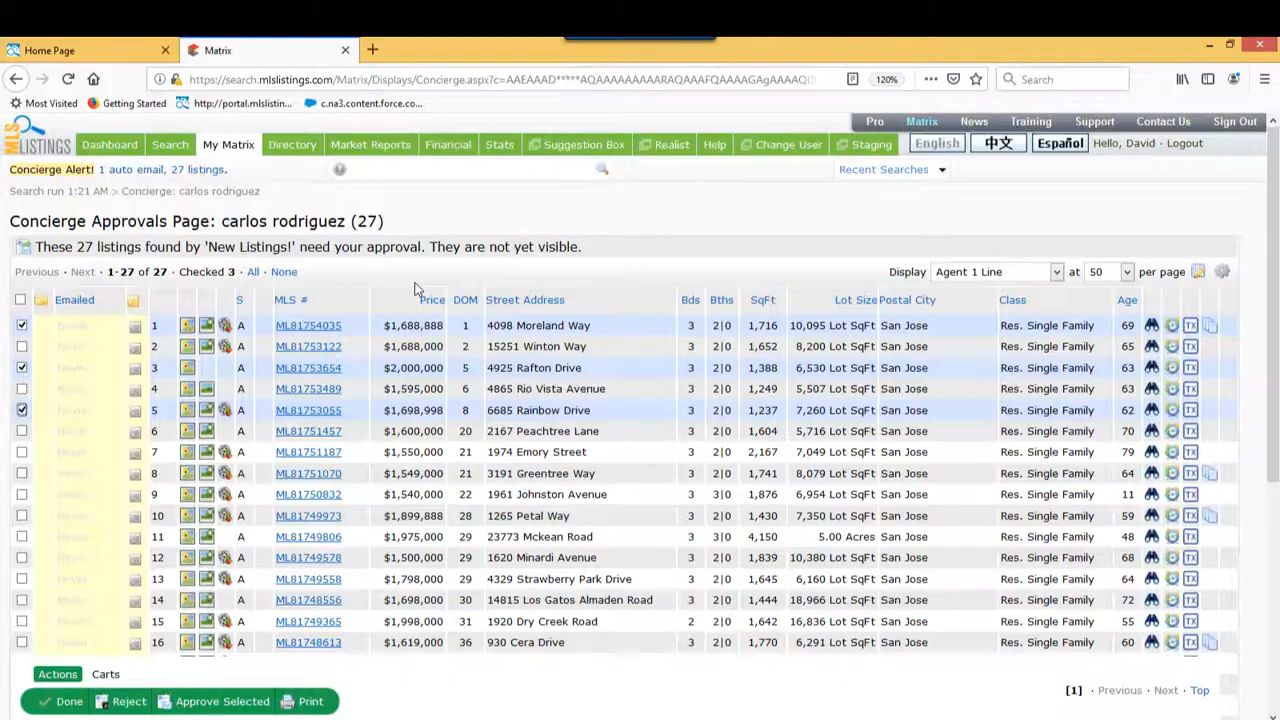 Home Page
Matrix
https://search.mlslistings.com/Matrix/Displays/Concierge.aspx?c=AAEAAAD*****AQAAAAAAAAARAQAAAFQAAAAGAgAAAAQ(
120%
Search
Most Visited
Getting Started
http://portal.mlslistin...
c.na3.content.force.co...
Pro
Matrix
News
Training
Support
Contact Us
Sign Out
MLS LISTINGS
Dashboard
Search
My Matrix
Directory
Market Reports
Financial
Stats
Suggestion Box
Realist
Help
Change User
Staging
English
中文
Español
Hello, David · Logout
Concierge Alert! 1 auto email, 27 listings.
Recent Searches
Search run 1:21 AM > Concierge: carlos rodriguez
Concierge Approvals Page: carlos rodriguez (27)
These 27 listings found by 'New Listings!' need your approval. They are not yet visible.
Previous · Next · 1-27 of 27 · Checked 3 · All · None
Display Agent 1 Line at 50 per page
Emailed S MLS # Price DOM Street Address Bds Bths SqFt Lot Size Postal City Class Age
1 A ML81754035 $1,688,888 1 4098 Moreland Way 3 2|0 1,716 10,095 Lot SqFt San Jose Res. Single Family 69 TX
2 A ML81753122 $1,688,000 2 15251 Winton Way 3 2|0 1,652 8,200 Lot SqFt San Jose Res. Single Family 65 TX
3 A ML81753654 $2,000,000 5 4925 Rafton Drive 3 2|0 1,388 6,530 Lot SqFt San Jose Res. Single Family 63 TX
4 A ML81753489 $1,595,000 6 4865 Rio Vista Avenue 3 2|0 1,249 5,507 Lot SqFt San Jose Res. Single Family 63 TX
5 A ML81753055 $1,698,998 8 6685 Rainbow Drive 3 2|0 1,237 7,260 Lot SqFt San Jose Res. Single Family 62 TX
6 A ML81751457 $1,600,000 20 2167 Peachtree Lane 3 2|0 1,604 5,716 Lot SqFt San Jose Res. Single Family 70 TX
7 A ML81751187 $1,550,000 21 1974 Emory Street 3 2|0 2,167 7,049 Lot SqFt San Jose Res. Single Family 79 TX
8 A ML81751070 $1,549,000 21 3191 Greentree Way 3 2|0 1,741 8,079 Lot SqFt San Jose Res. Single Family 64 TX
9 A ML81750832 $1,540,000 22 1961 Johnston Avenue 3 3|0 1,876 6,954 Lot SqFt San Jose Res. Single Family 11 TX
10 A ML81749973 $1,899,888 28 1265 Petal Way 3 2|0 1,430 7,350 Lot SqFt San Jose Res. Single Family 59 TX
11 A ML81749806 $1,975,000 29 23773 Mckean Road 3 3|0 4,150 5.00 Acres San Jose Res. Single Family 48 TX
12 A ML81749578 $1,500,000 29 1620 Minardi Avenue 3 2|0 1,839 10,380 Lot SqFt San Jose Res. Single Family 68 TX
13 A ML81749558 $1,798,000 29 4329 Strawberry Park Drive 3 2|0 1,645 6,160 Lot SqFt San Jose Res. Single Family 64 TX
14 A ML81748556 $1,698,000 30 14815 Los Gatos Almaden Road 3 2|0 1,444 18,966 Lot SqFt San Jose Res. Single Family 72 TX
15 A ML81749365 $1,998,000 31 1920 Dry Creek Road 2 2|0 1,642 16,836 Lot SqFt San Jose Res. Single Family 55 TX
16 A ML81748613 $1,619,000 36 930 Cera Drive 3 2|0 1,770 6,291 Lot SqFt San Jose Res. Single Family 60 TX
Actions
Carts
[1] · Previous · Next · Top
Done
Reject
Approve Selected
Print